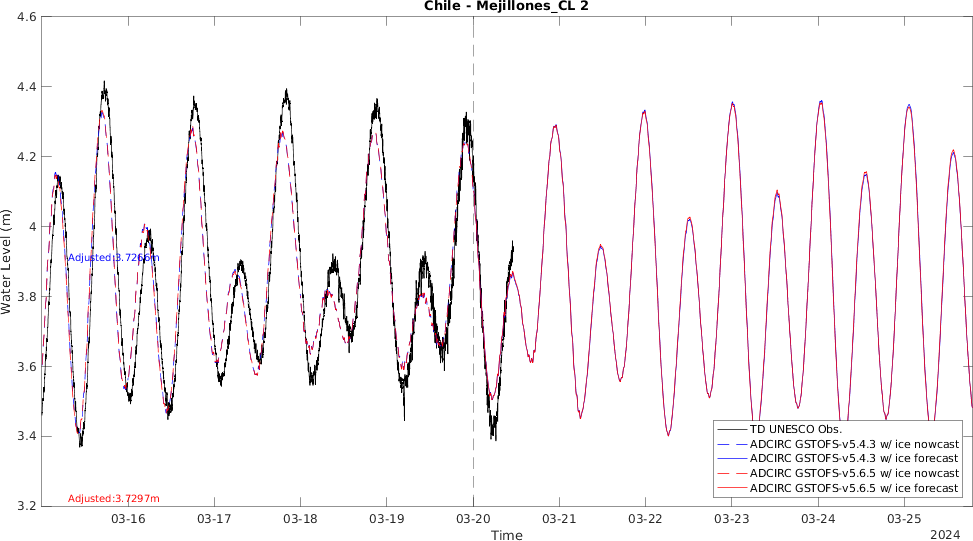 Chile - Mejillones_CL 2
Water Level (m)
4.6
4.4
4.2
4
3.8
3.6
3.4
3.2
Adjusted:3.7266m
Adjusted:3.7297m
TD UNESCO Obs.
ADCIRC GSTOFS-v5.4.3 w/ ice nowcast
ADCIRC GSTOFS-v5.4.3 w/ ice forecast
ADCIRC GSTOFS-v5.6.5 w/ ice nowcast
ADCIRC GSTOFS-v5.6.5 w/ ice forecast
03-16 03-17 03-18 03-19 03-20 03-21 03-22 03-23 03-24 03-25
Time
2024